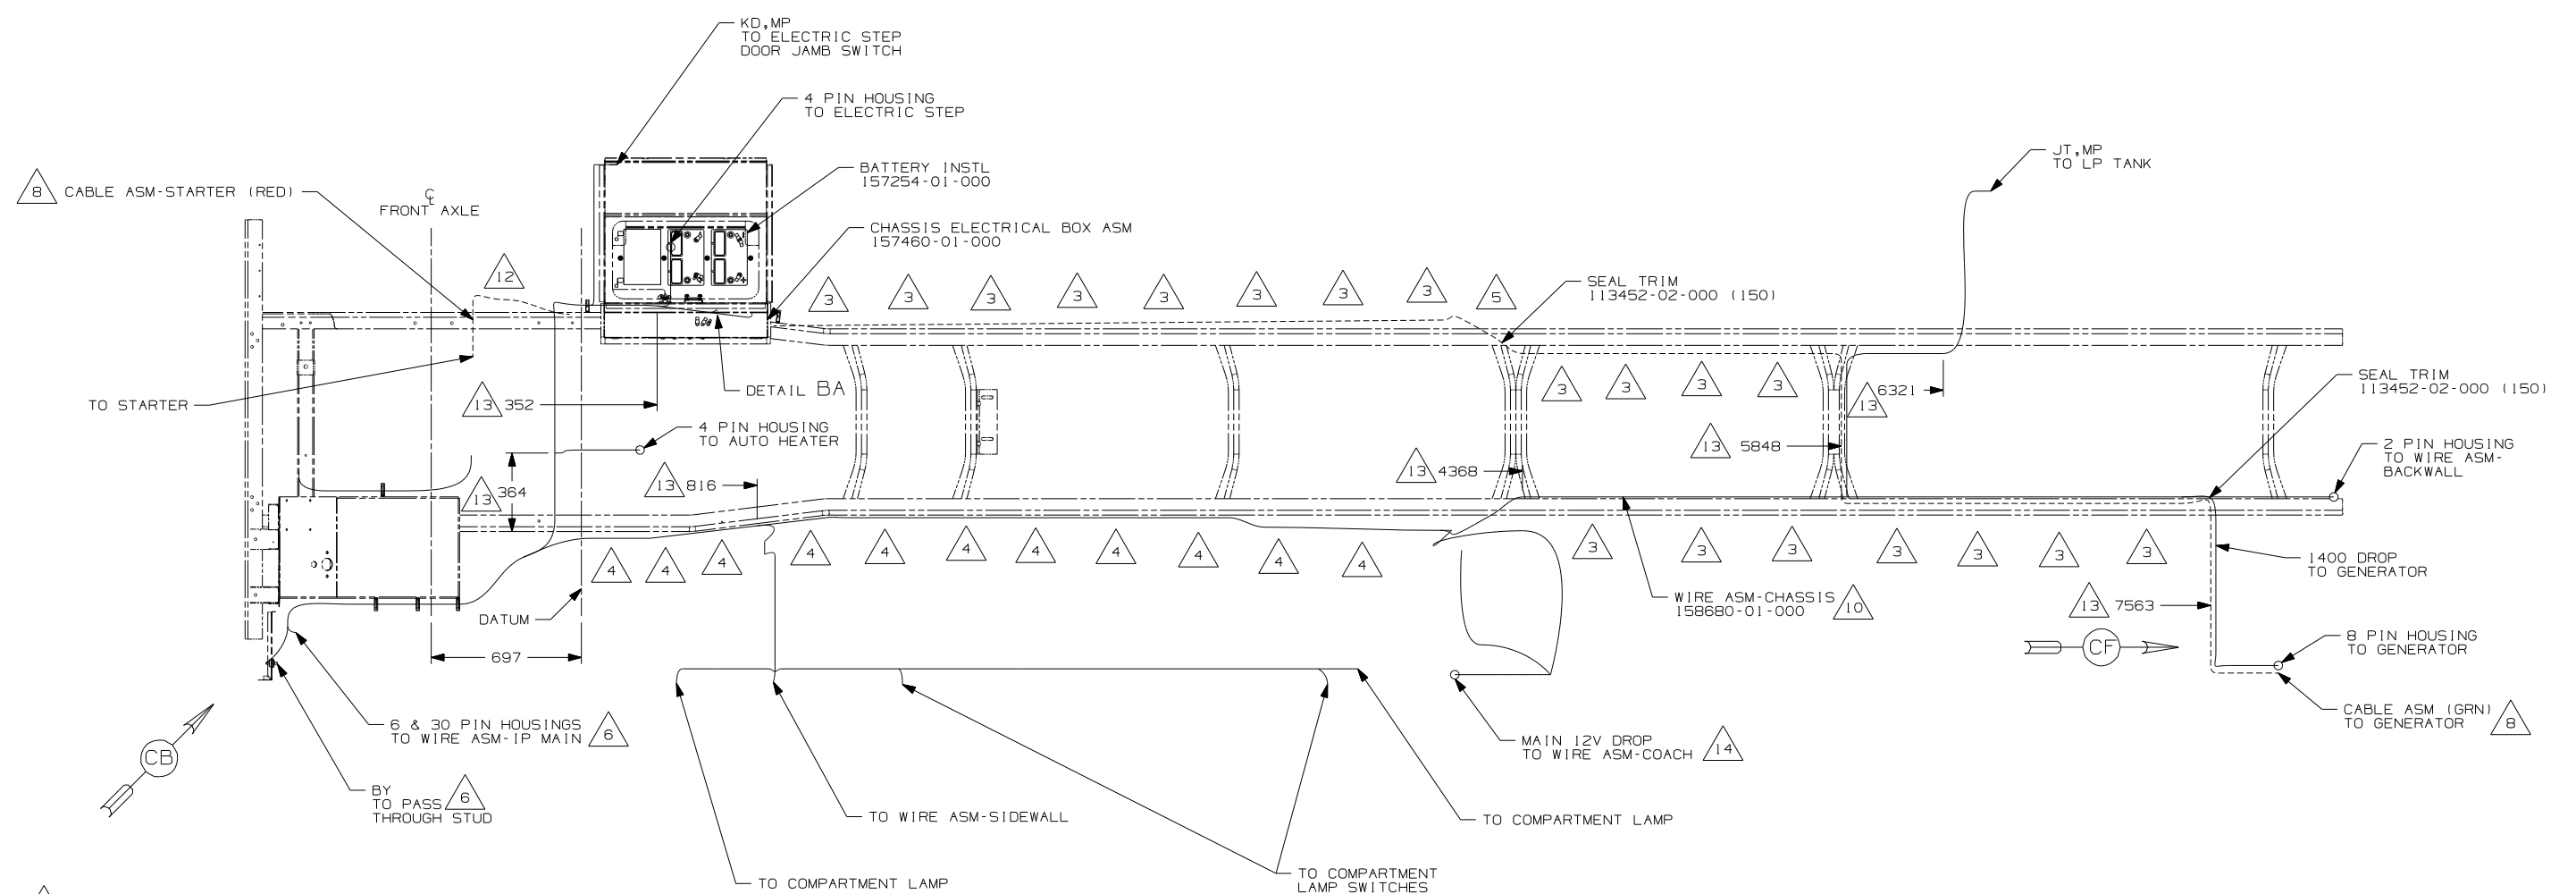 KD,MP
TO ELECTRIC STEP
DOOR JAMB SWITCH
4 PIN HOUSING
TO ELECTRIC STEP
BATTERY INSTL
157254-01-000
CHASSIS ELECTRICAL BOX ASM
157460-01-000
JT,MP
TO LP TANK
8 CABLE ASM-STARTER (RED)
℄
FRONT AXLE
12
3
3
3
3
3
3
3
3
5
SEAL TRIM
113452-02-000 (150)
TO STARTER
13 352
DETAIL BA
4 PIN HOUSING
TO AUTO HEATER
13 364
13 816
3
3
3
3
13 6321
13 5848
13 4368
SEAL TRIM
113452-02-000 (150)
2 PIN HOUSING
TO WIRE ASM-
BACKWALL
4
4
4
4
4
4
4
4
4
4
4
3
3
3
3
3
3
3
1400 DROP
TO GENERATOR
DATUM
697
WIRE ASM-CHASSIS
158680-01-000 10
13 7563
CF
8 PIN HOUSING
TO GENERATOR
CABLE ASM (GRN)
TO GENERATOR 8
6 & 30 PIN HOUSINGS
TO WIRE ASM-IP MAIN 6
CB
BY
TO PASS 6
THROUGH STUD
MAIN 12V DROP
TO WIRE ASM-COACH 14
TO WIRE ASM-SIDEWALL
TO COMPARTMENT LAMP
TO COMPARTMENT LAMP
TO COMPARTMENT
LAMP SWITCHES